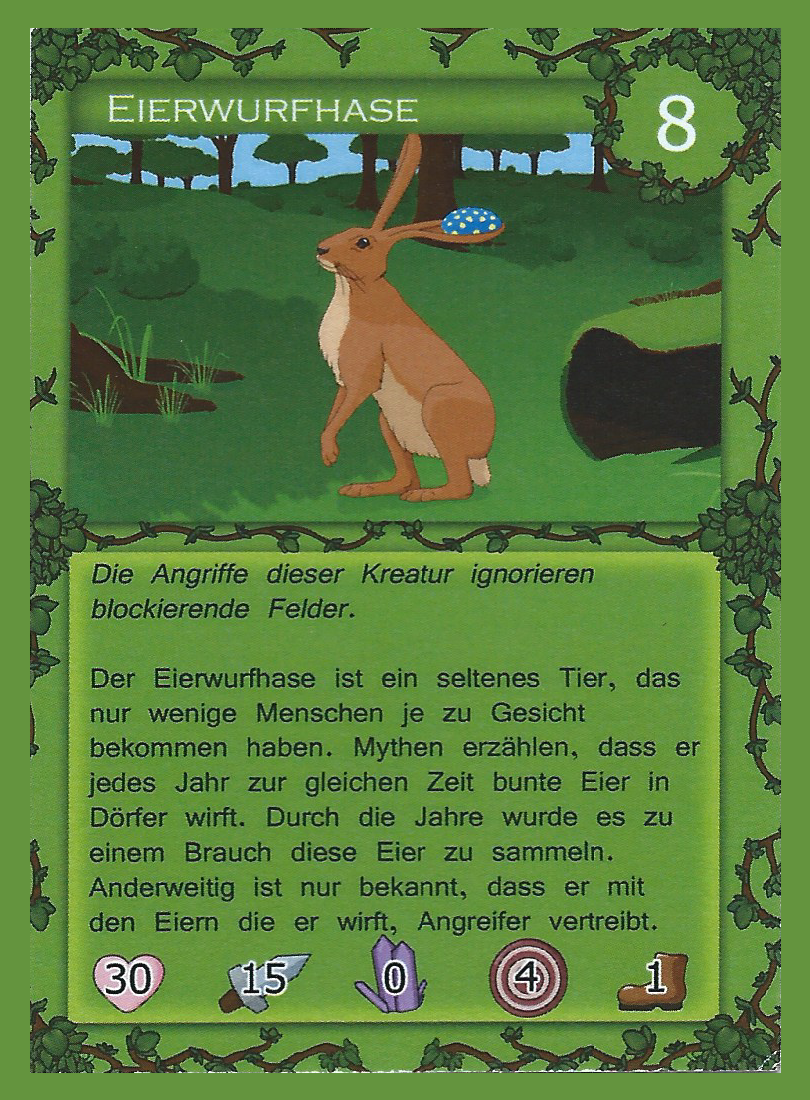 EIERWURFHASE
8
Die Angriffe dieser Kreatur ignorieren
blockierende Felder.
Der Eierwurfhase ist ein seltenes Tier, das
nur wenige Menschen je zu Gesicht
bekommen haben. Mythen erzählen, dass er
jedes Jahr zur gleichen Zeit bunte Eier in
Dörfer wirft. Durch die Jahre wurde es zu
einem Brauch diese Eier zu sammeln.
Anderweitig ist nur bekannt, dass er mit
den Eiern die er wirft, Angreifer vertreibt.
30 15 0 4 1